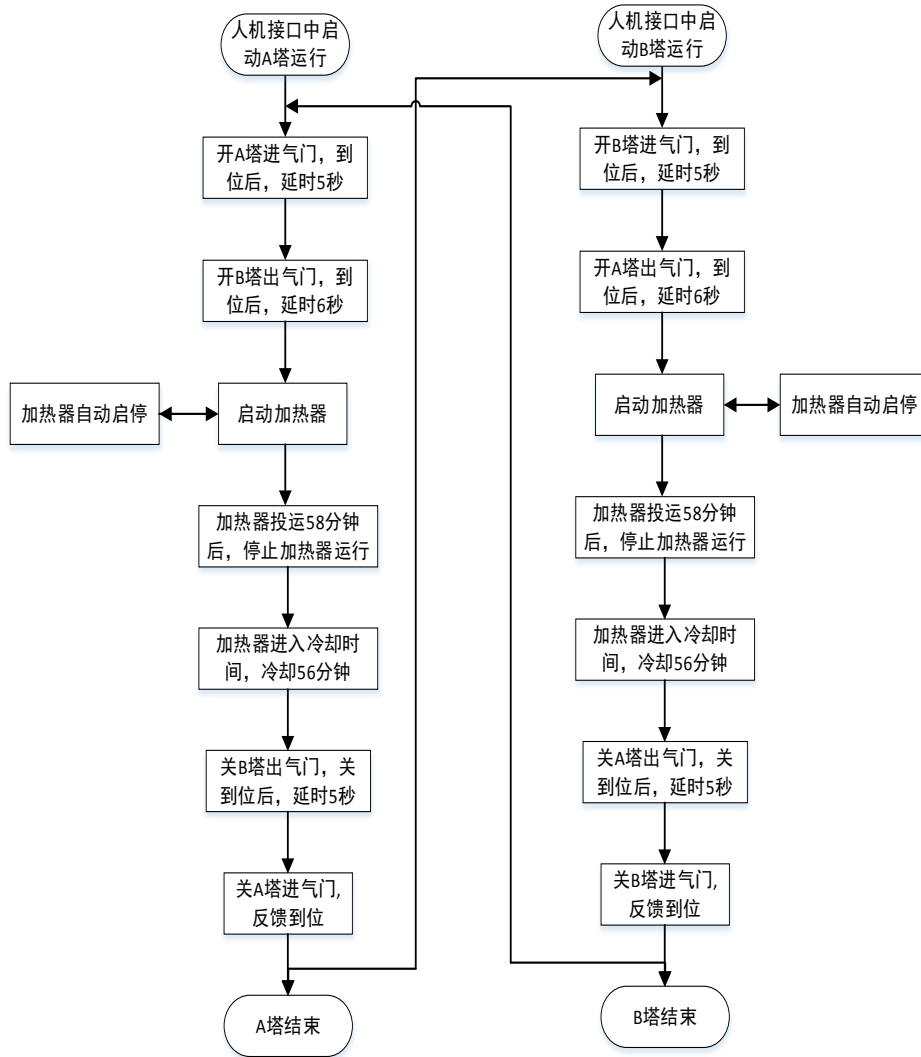 人机接口中启
动A塔运行
开A塔进气门，到
位后，延时5秒
开B塔出气门，到
位后，延时6秒
加热器自动启停
启动加热器
加热器投运58分钟
后，停止加热器运行
加热器进入冷却时
间，冷却56分钟
关B塔出气门，关
到位后，延时5秒
关A塔进气门,
反馈到位
A塔结束
人机接口中启
动B塔运行
开B塔进气门，到
位后，延时5秒
开A塔出气门，到
位后，延时6秒
启动加热器
加热器自动启停
加热器投运58分钟
后，停止加热器运行
加热器进入冷却时
间，冷却56分钟
关A塔出气门，关
到位后，延时5秒
关B塔进气门,
反馈到位
B塔结束